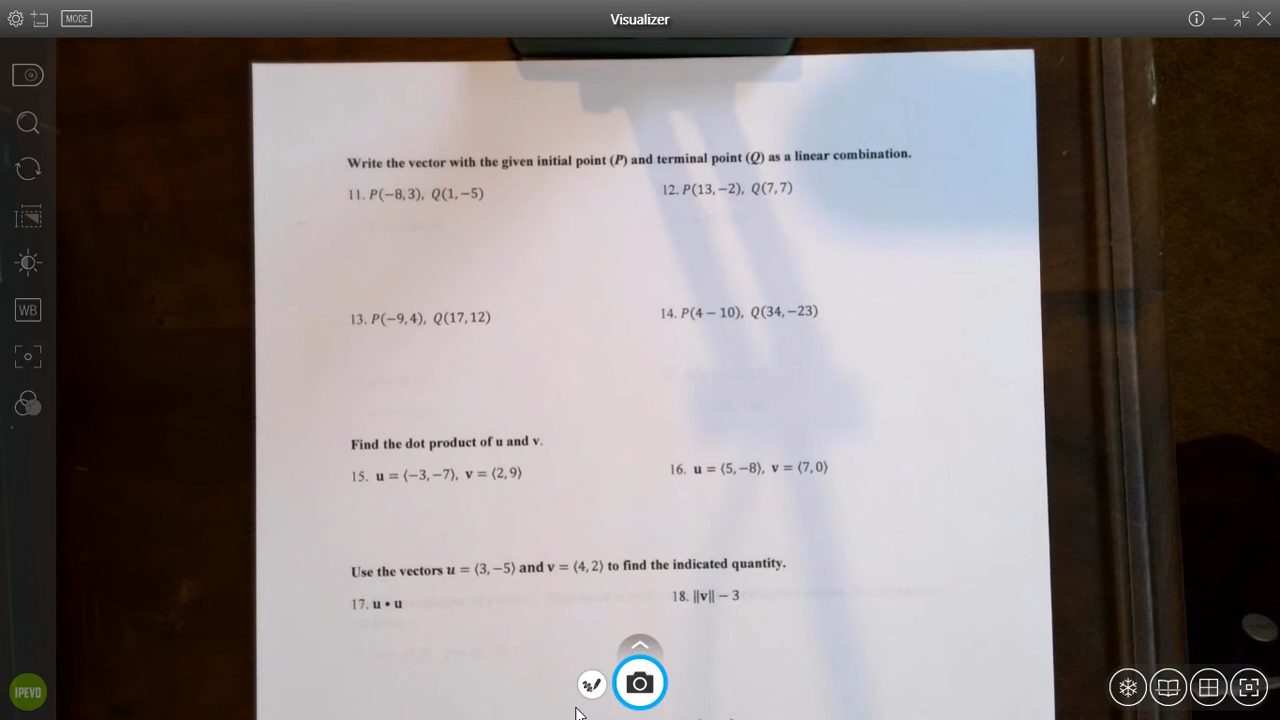 MODE
Visualizer
Write the vector with the given initial point (P) and terminal point (Q) as a linear combination.
11. P(−8,3), Q(1,−5)
12. P(13,−2), Q(7,7)
13. P(−9,4), Q(17,12)
14. P(4 − 10), Q(34,−23)
WB
Find the dot product of u and v.
15. u = ⟨−3,−7⟩, v = ⟨2,9⟩
16. u = ⟨5,−8⟩, v = ⟨7,0⟩
Use the vectors u = ⟨3,−5⟩ and v = ⟨4,2⟩ to find the indicated quantity.
17. u • u
18. ||v|| − 3
IPEVO